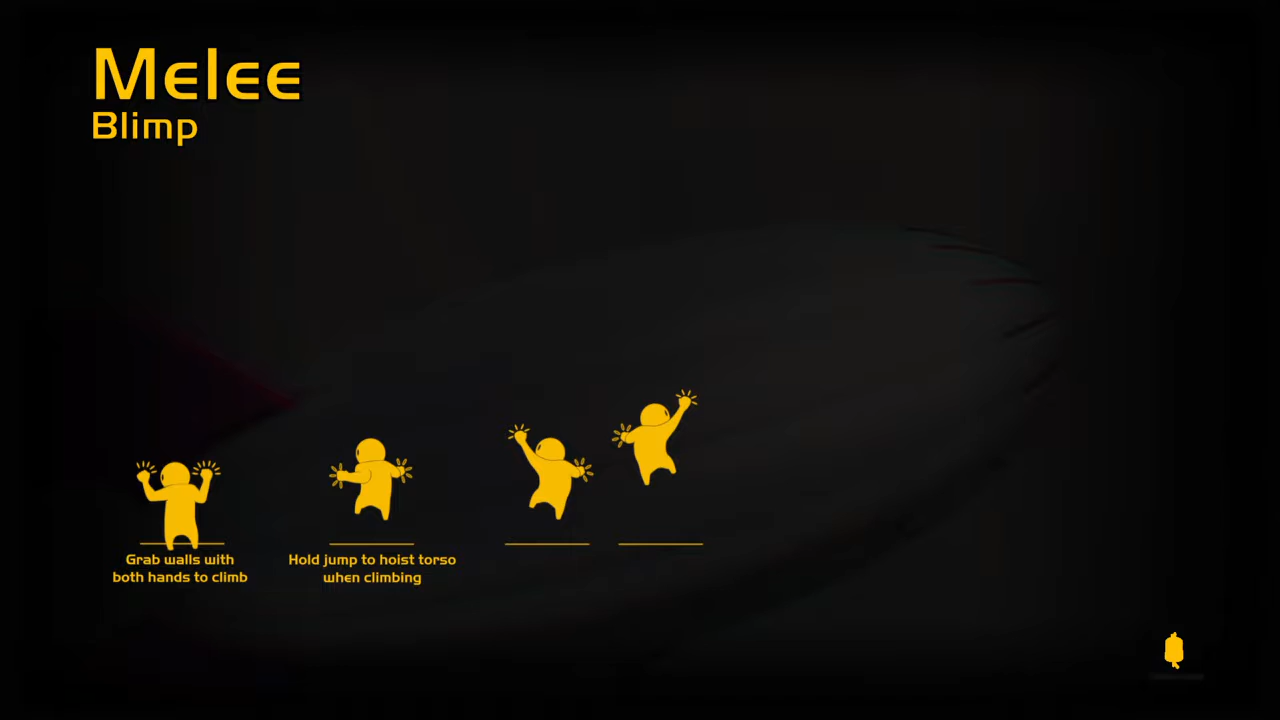 Melee
Blimp
Grab walls with
both hands to climb
Hold jump to hoist torso
when climbing